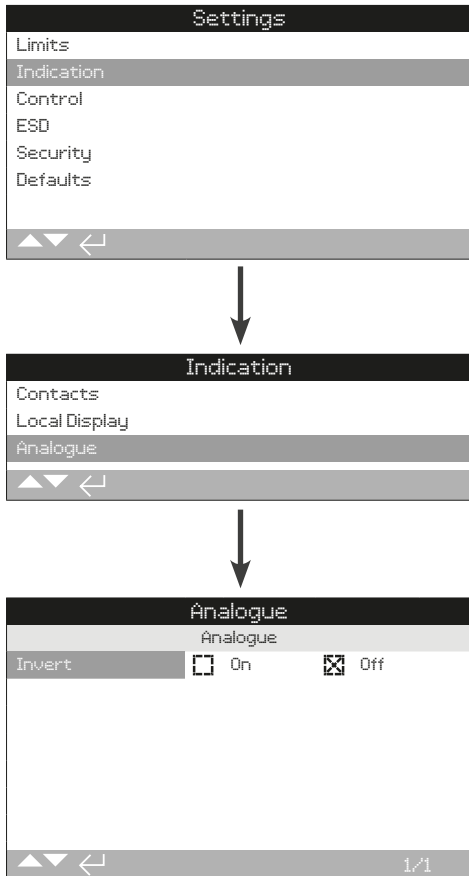 Settings
Limits
Indication
Control
ESD
Security
Defaults
Indication
Contacts
Local Display
Analogue
Analogue
Analogue
Invert On Off
1/1